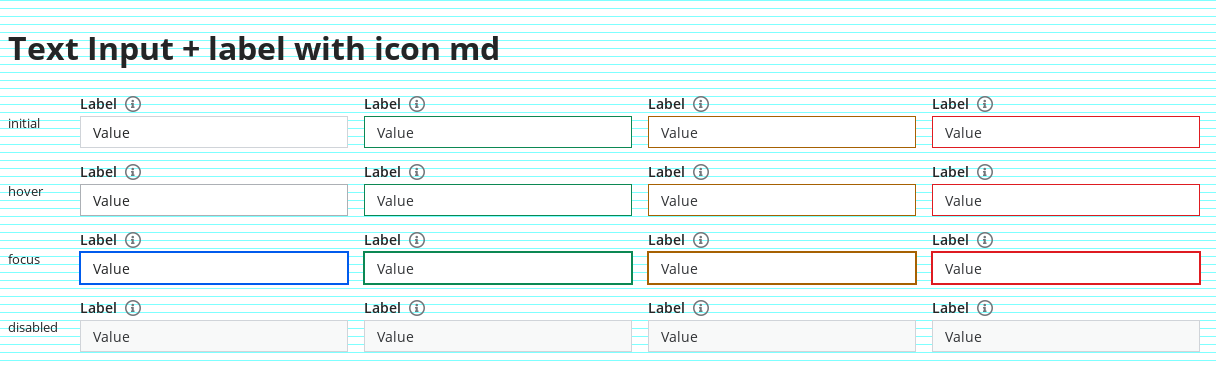 Text Input + label with icon md
Label Label Label Label
initial Value Value Value Value
Label Label Label Label
hover Value Value Value Value
Label Label Label Label
focus Value Value Value Value
Label Label Label Label
disabled Value Value Value Value